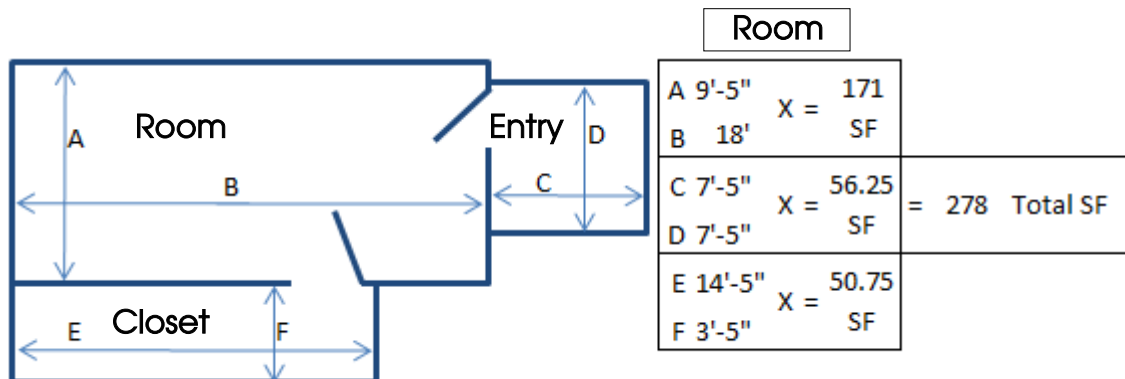 Room
A 9'-5" X = 171 SF
B 18'
C 7'-5" X = 56.25 SF = 278 Total SF
D 7'-5"
E 14'-5" X = 50.75 SF
F 3'-5"
Room
Entry
A
D
B
C
Closet
E
F